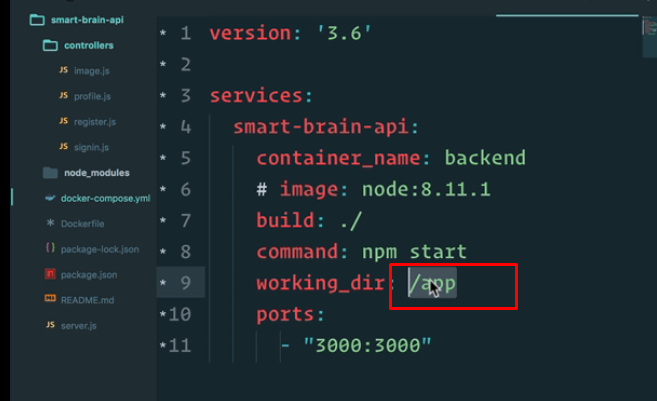 smart-brain-api
controllers
JS image.js
JS profile.js
JS register.js
JS signin.js
node_modules
docker-compose.yml
Dockerfile
{} package-lock.json
package.json
README.md
JS server.js
* 1 version: '3.6'
* 2
* 3 services:
* 4 smart-brain-api:
* 5 container_name: backend
* 6 # image: node:8.11.1
* 7 build: ./
* 8 command: npm start
* 9 working_dir: /app
*10 ports:
*11 - "3000:3000"